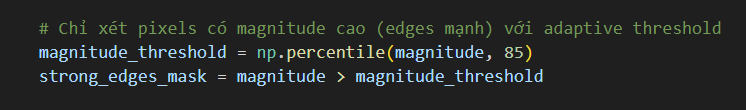 # Chỉ xét pixels có magnitude cao (edges mạnh) với adaptive threshold
magnitude_threshold = np.percentile(magnitude, 85)
strong_edges_mask = magnitude > magnitude_threshold